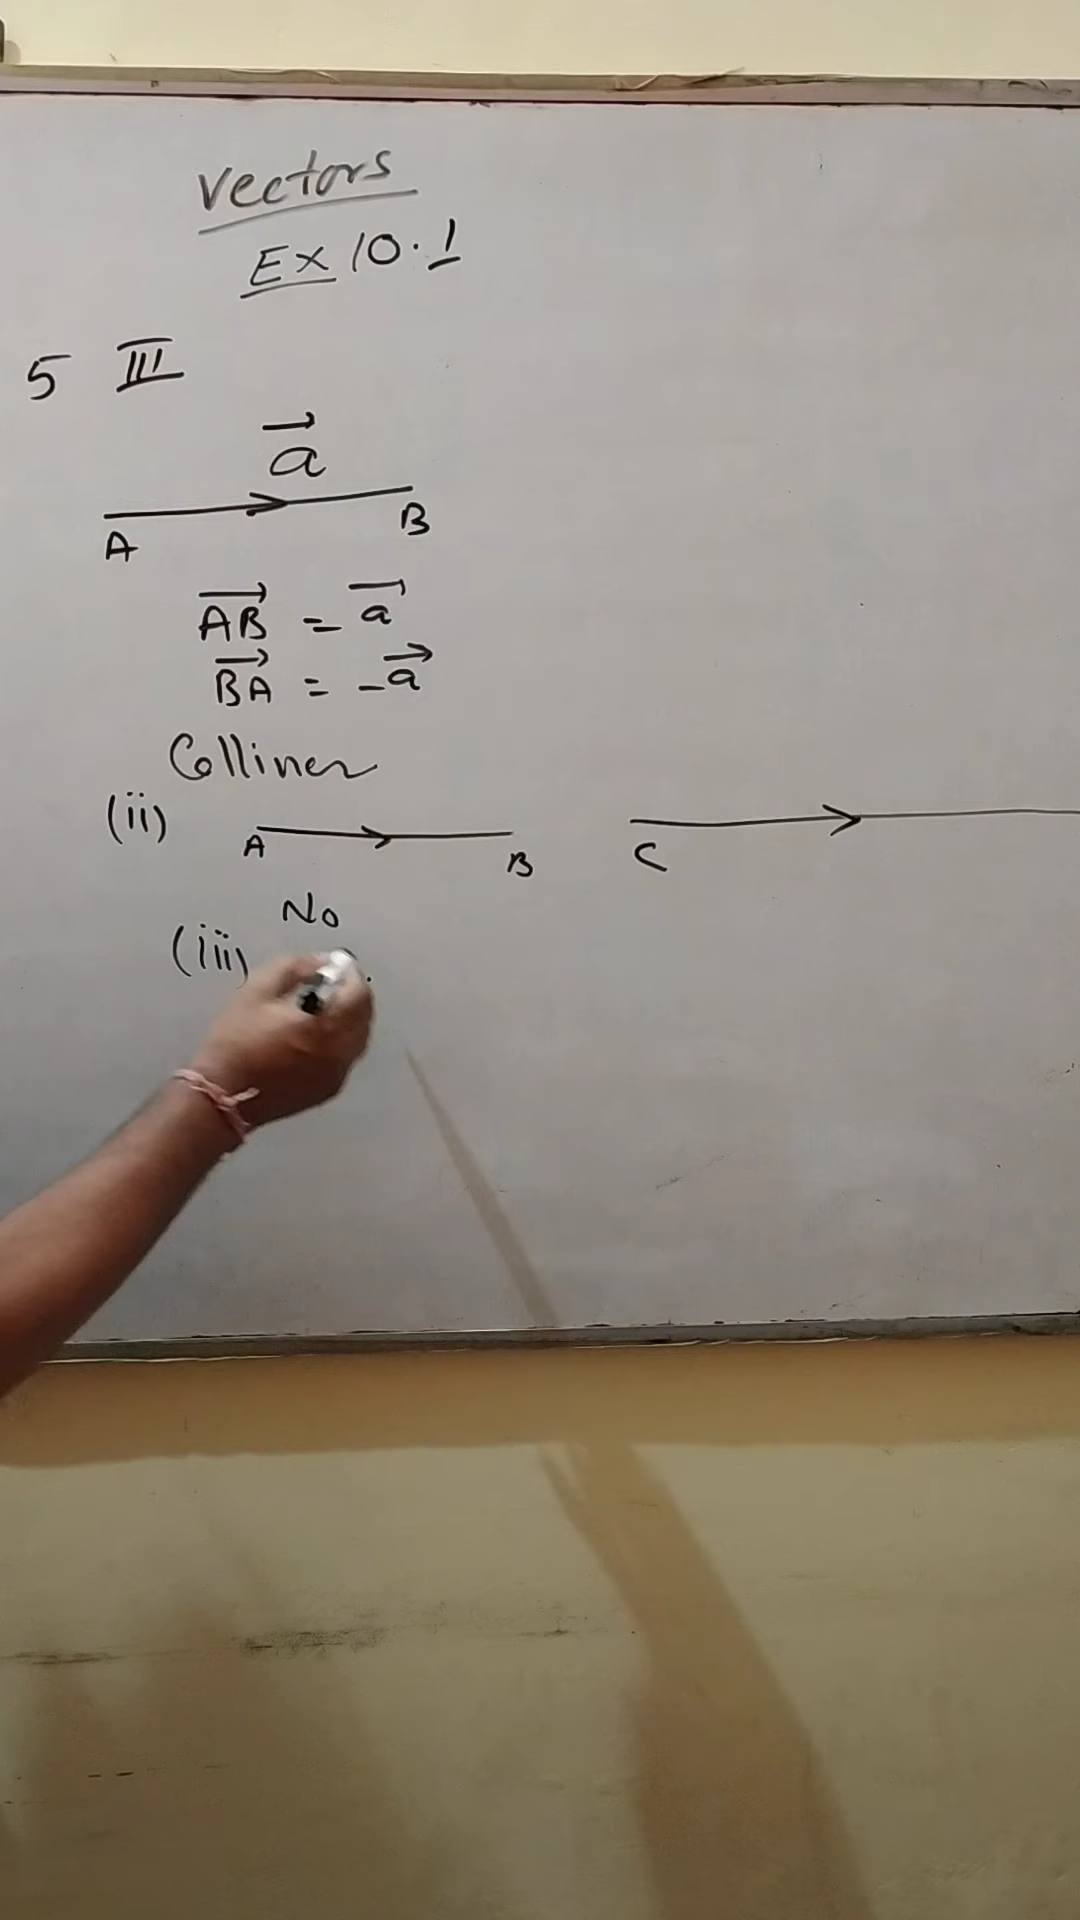 vectors
Ex 10.1
5 III
a
A B
AB = a
BA = -a
Colliner
(ii) A B C
No
(iii)